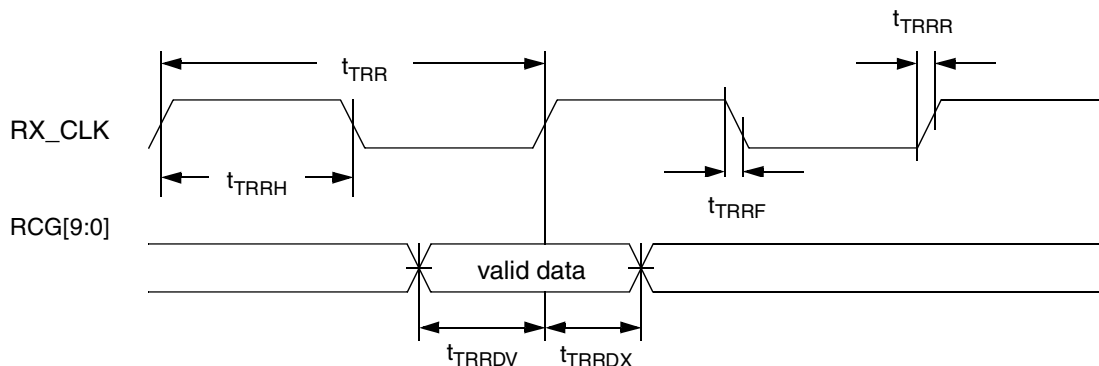 tTRRR
tTRR
RX_CLK
tTRRH
tTRRF
RCG[9:0]
valid data
tTRRDV tTRRDX